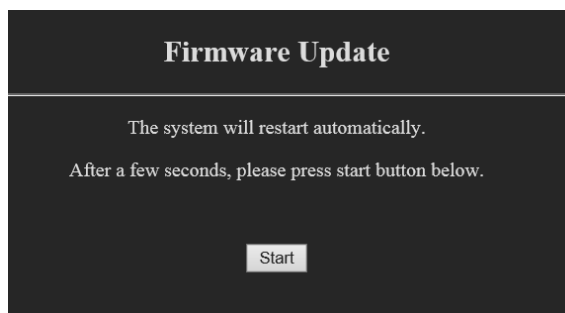 Firmware Update
The system will restart automatically.
After a few seconds, please press start button below.
Start